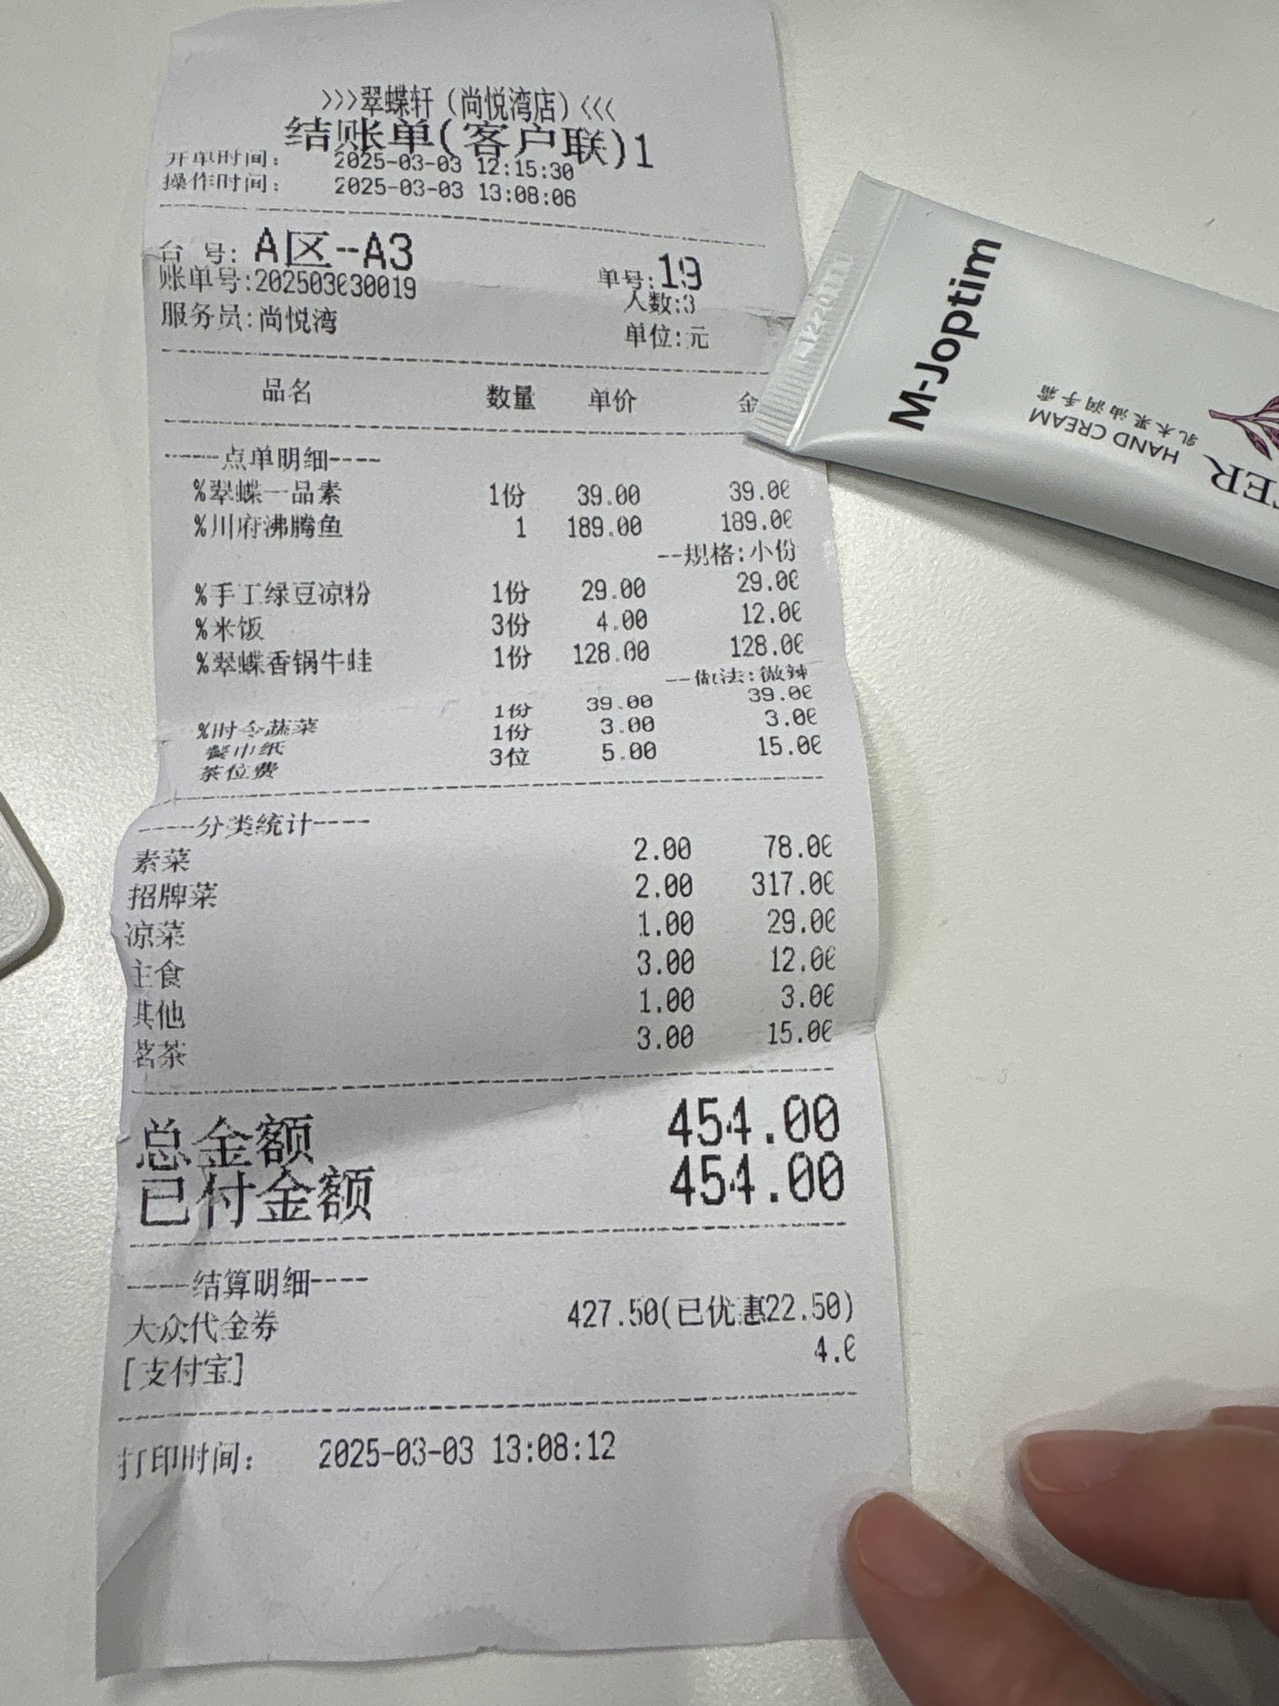 >>>翠蝶轩（尚悦湾店）<<<
结账单(客户联)1
开单时间： 2025-03-03 12:15:30
操作时间： 2025-03-03 13:08:06
台 号: A区-A3 单号:19
账单号:202503030019 人数:3
服务员:尚悦湾 单位:元
品名 数量 单价 金
----点单明细----
%翠蝶一品素 1份 39.00 39.00
%川府沸腾鱼 1 189.00 189.00
--规格:小份
%手工绿豆凉粉 1份 29.00 29.00
%米饭 3份 4.00 12.00
%翠蝶香锅牛蛙 1份 128.00 128.00
--做法:微辣
%时令蔬菜 1份 39.00 39.00
餐巾纸 1份 3.00 3.00
茶位费 3位 5.00 15.00
----分类统计----
素菜 2.00 78.00
招牌菜 2.00 317.00
凉菜 1.00 29.00
主食 3.00 12.00
其他 1.00 3.00
茗茶 3.00 15.00
总金额 454.00
已付金额 454.00
----结算明细----
大众代金券 427.50(已优惠22.50)
[支付宝] 4.0
打印时间： 2025-03-03 13:08:12
M-Joptim
HAND CREAM
乳木果油润手霜
TER